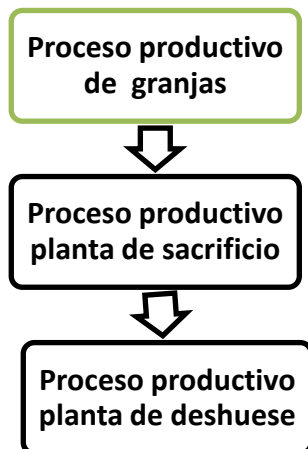 Proceso productivo
de granjas
Proceso productivo
planta de sacrificio
Proceso productivo
planta de deshuese